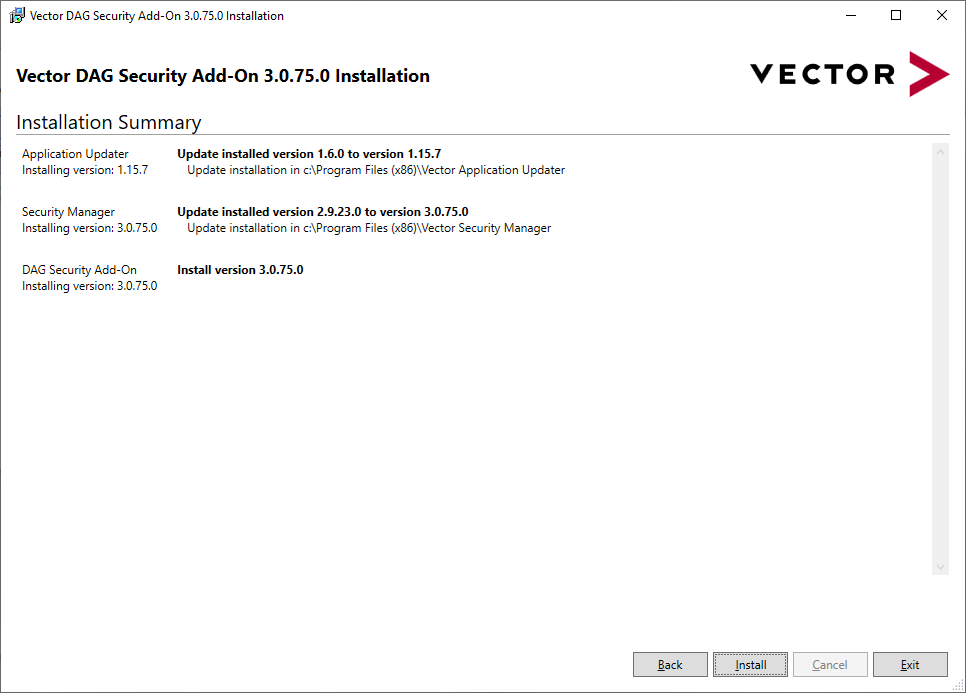 Vector DAG Security Add-On 3.0.75.0 Installation
Vector DAG Security Add-On 3.0.75.0 Installation
VECTOR
Installation Summary
Application Updater
Update installed version 1.6.0 to version 1.15.7
Installing version: 1.15.7
Update installation in c:\Program Files (x86)\Vector Application Updater
Security Manager
Update installed version 2.9.23.0 to version 3.0.75.0
Installing version: 3.0.75.0
Update installation in c:\Program Files (x86)\Vector Security Manager
DAG Security Add-On
Install version 3.0.75.0
Installing version: 3.0.75.0
Back
Install
Cancel
Exit